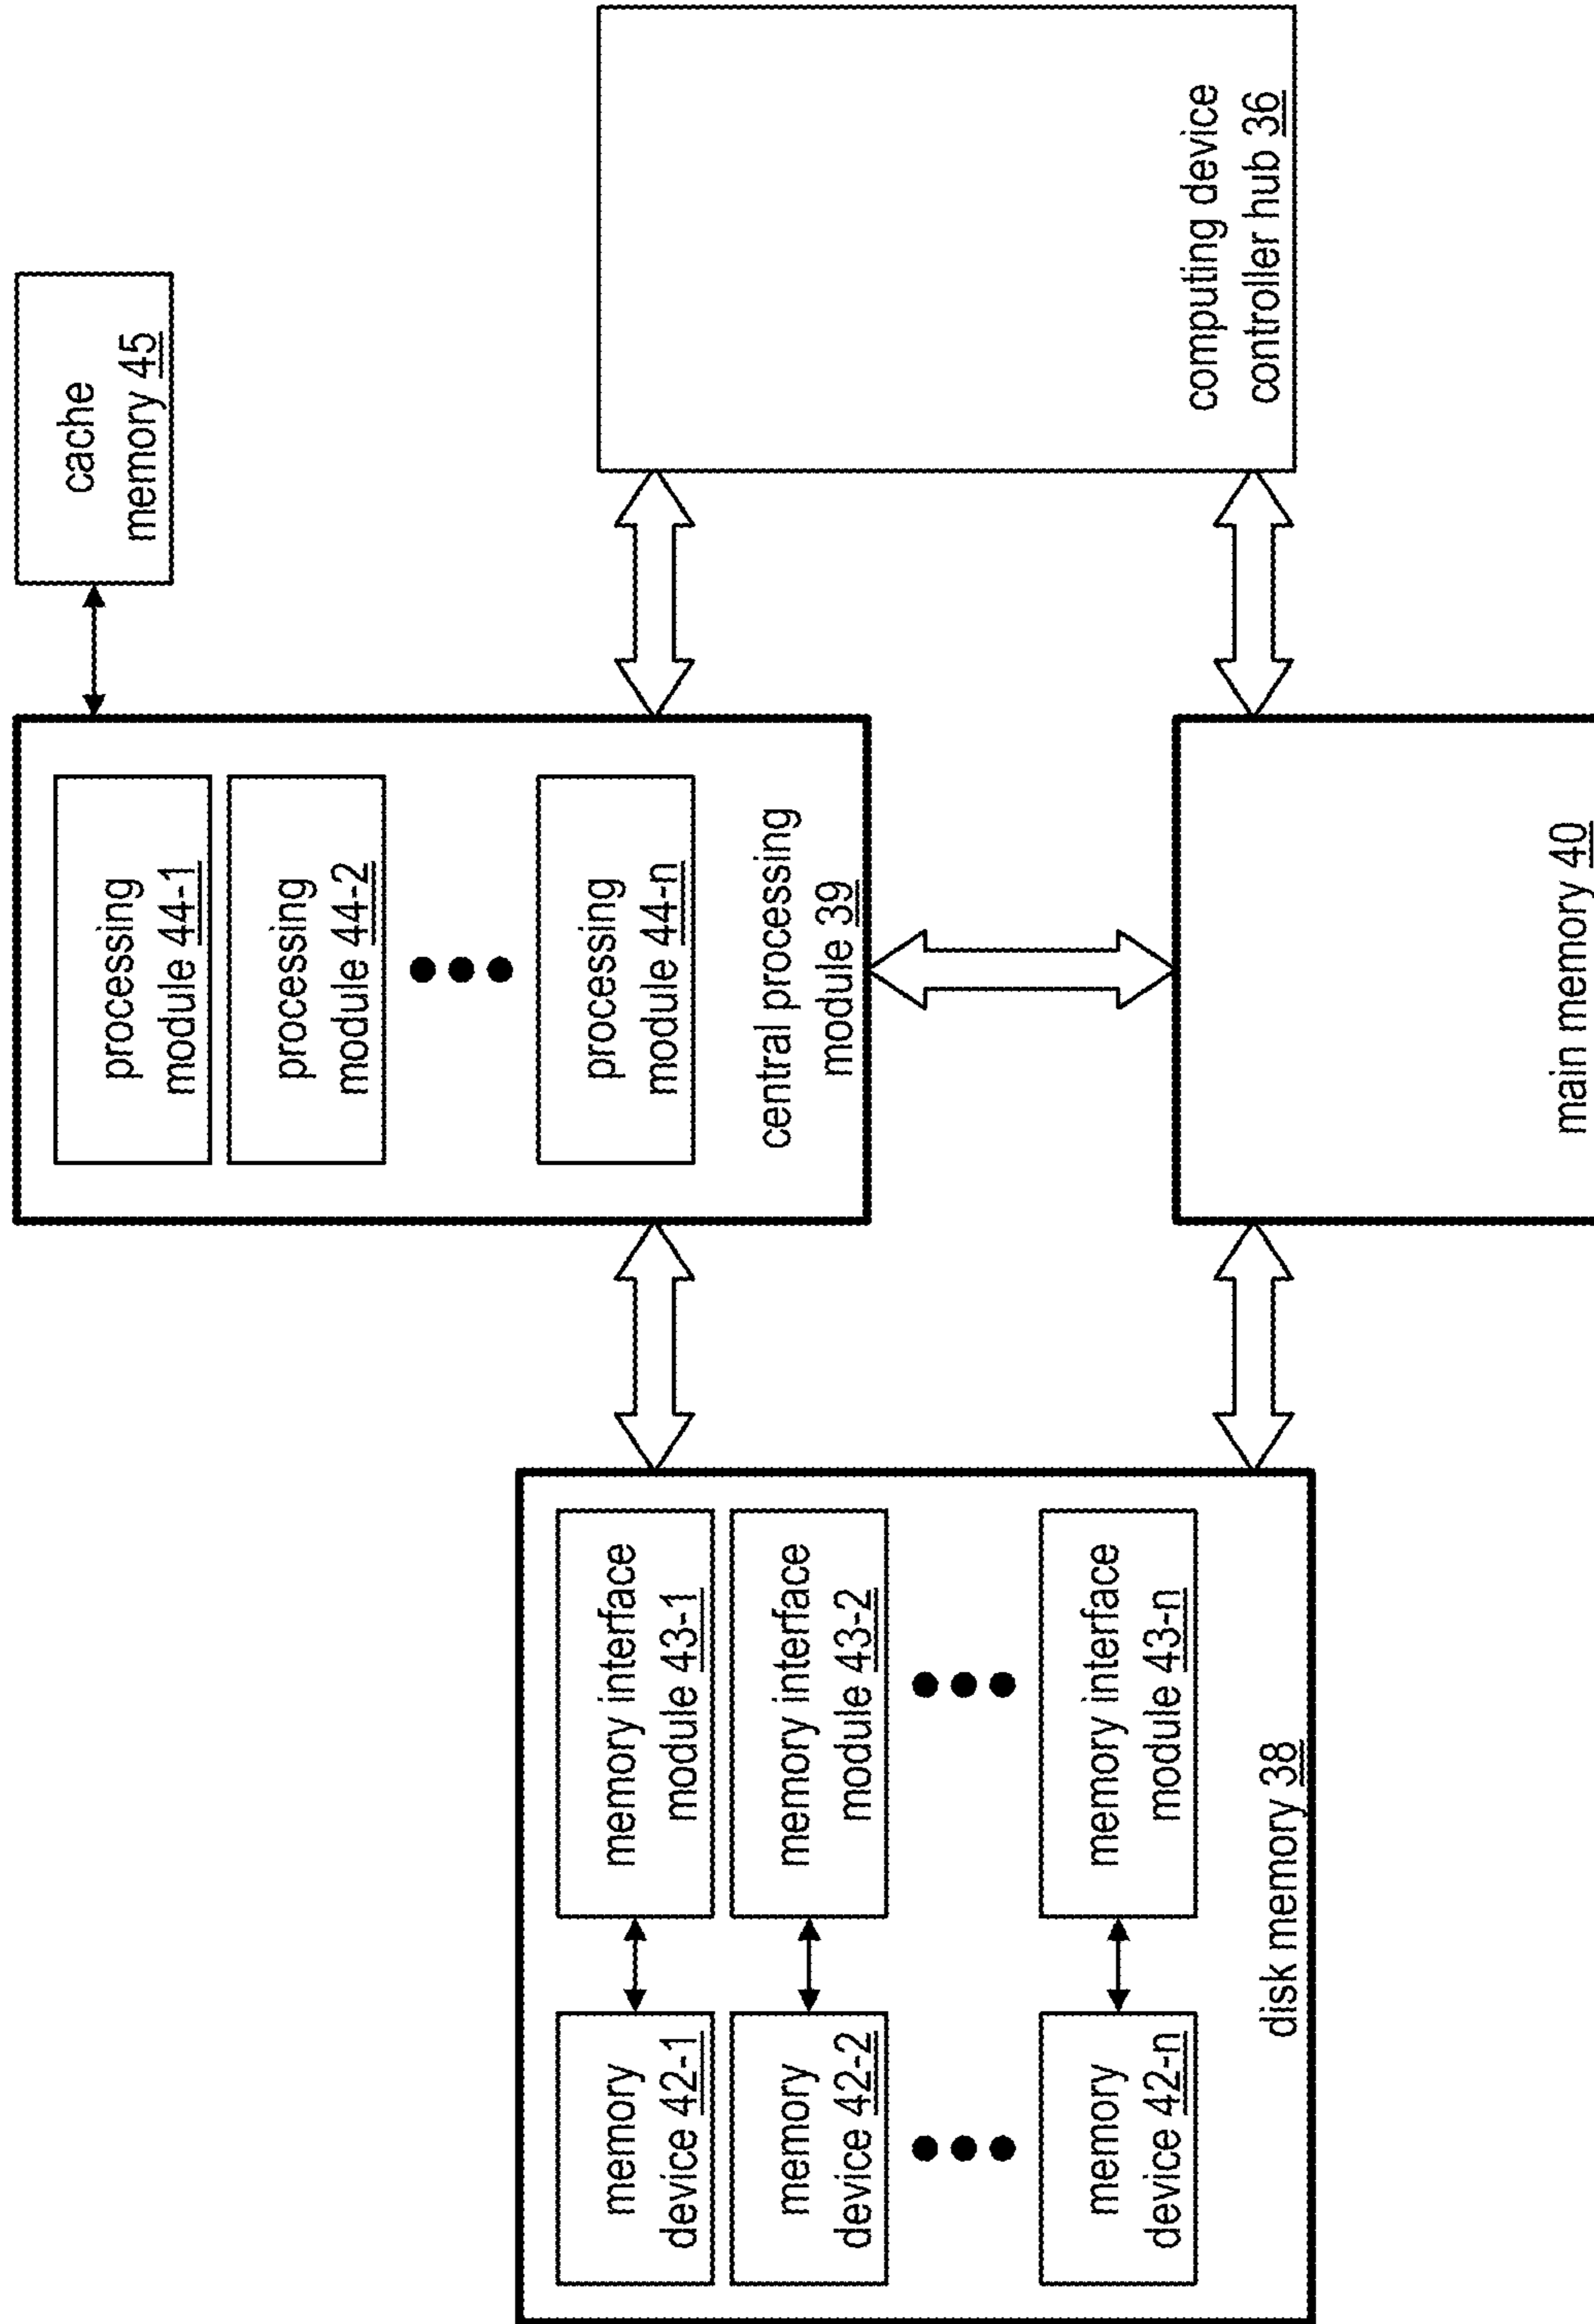 memory
device 42-1
memory
device 42-2
memory
device 42-n
memory interface
module 43-1
memory interface
module 43-2
memory interface
module 43-n
disk memory 38
processing
module 44-1
processing
module 44-2
processing
module 44-n
central processing
module 39
main memory 40
cache
memory 45
computing device
controller hub 36